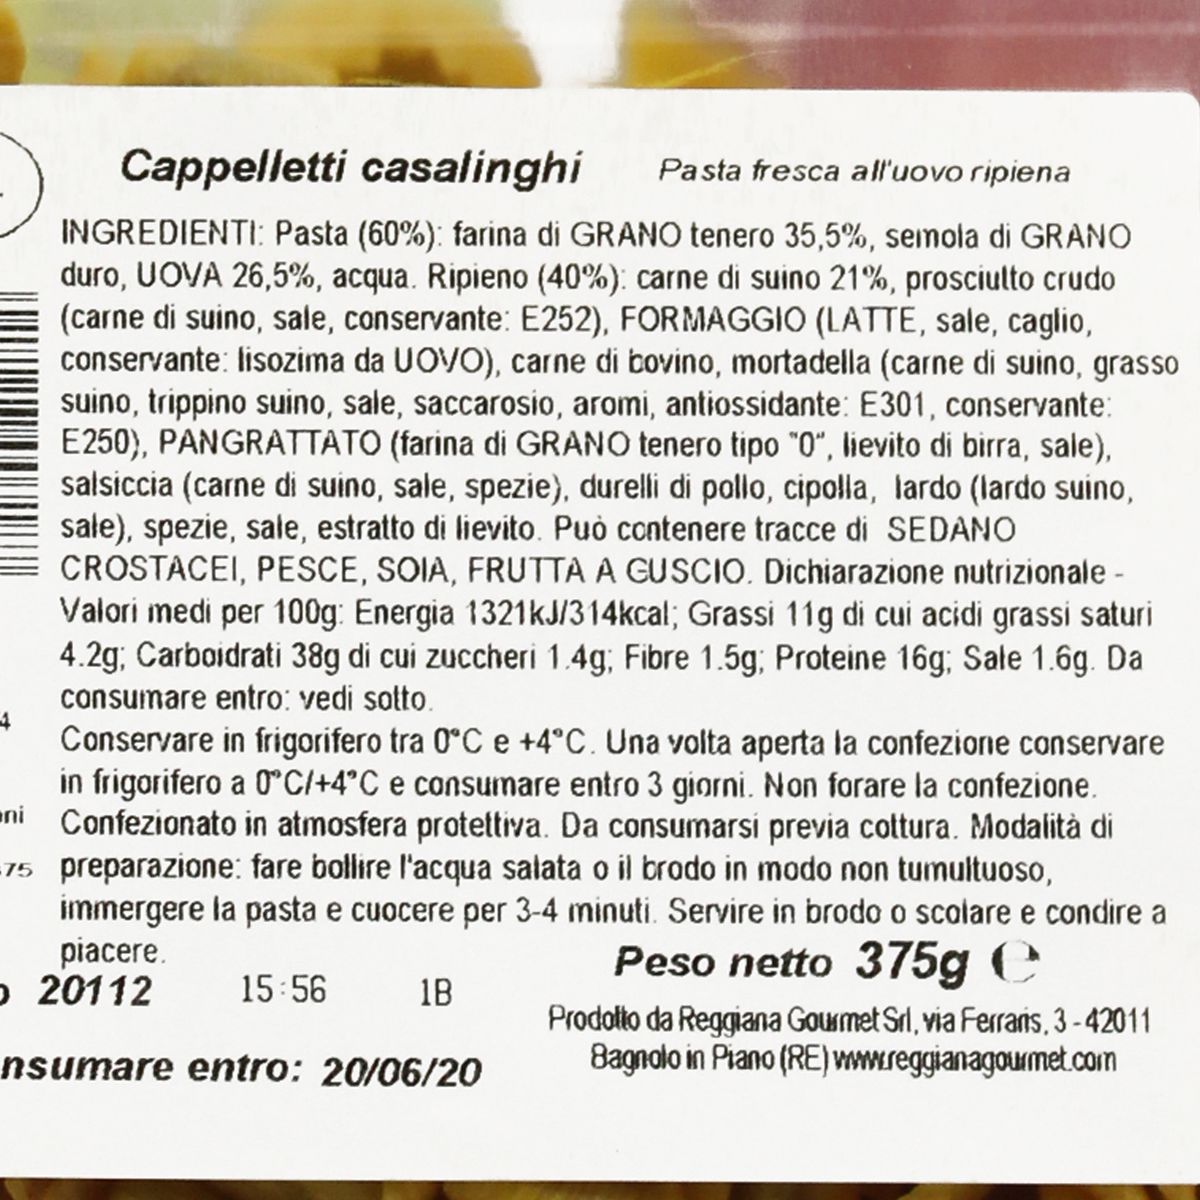 Cappelletti casalinghi Pasta fresca all'uovo ripiena
INGREDIENTI: Pasta (60%): farina di GRANO tenero 35,5%, semola di GRANO
duro, UOVA 26,5%, acqua. Ripieno (40%): carne di suino 21%, prosciutto crudo
(carne di suino, sale, conservante: E252), FORMAGGIO (LATTE, sale, caglio,
conservante: lisozima da UOVO), carne di bovino, mortadella (carne di suino, grasso
suino, trippino suino, sale, saccarosio, aromi, antiossidante: E301, conservante:
E250), PANGRATTATO (farina di GRANO tenero tipo "0", lievito di birra, sale),
salsiccia (carne di suino, sale, spezie), durelli di pollo, cipolla, lardo (lardo suino,
sale), spezie, sale, estratto di lievito. Può contenere tracce di SEDANO
CROSTACEI, PESCE, SOIA, FRUTTA A GUSCIO. Dichiarazione nutrizionale -
Valori medi per 100g: Energia 1321kJ/314kcal; Grassi 11g di cui acidi grassi saturi
4.2g; Carboidrati 38g di cui zuccheri 1.4g; Fibre 1.5g; Proteine 16g; Sale 1.6g. Da
consumare entro: vedi sotto.
Conservare in frigorifero tra 0°C e +4°C. Una volta aperta la confezione conservare
in frigorifero a 0°C/+4°C e consumare entro 3 giorni. Non forare la confezione.
Confezionato in atmosfera protettiva. Da consumarsi previa cottura. Modalità di
preparazione: fare bollire l'acqua salata o il brodo in modo non tumultuoso,
immergere la pasta e cuocere per 3-4 minuti. Servire in brodo o scolare e condire a
piacere.
Peso netto 375g e
20112 15:56 1B
Prodotto da Reggiana Gourmet Srl, via Ferraris, 3 - 42011
Bagnolo in Piano (RE) www.reggianagourmet.com
nsumare entro: 20/06/20